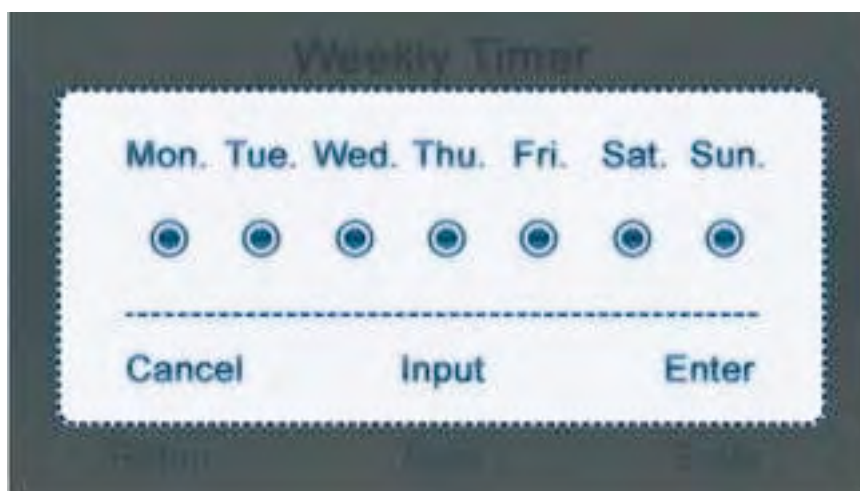 Weekly Timer
Mon. Tue. Wed. Thu. Fri. Sat. Sun.
Cancel Input Enter